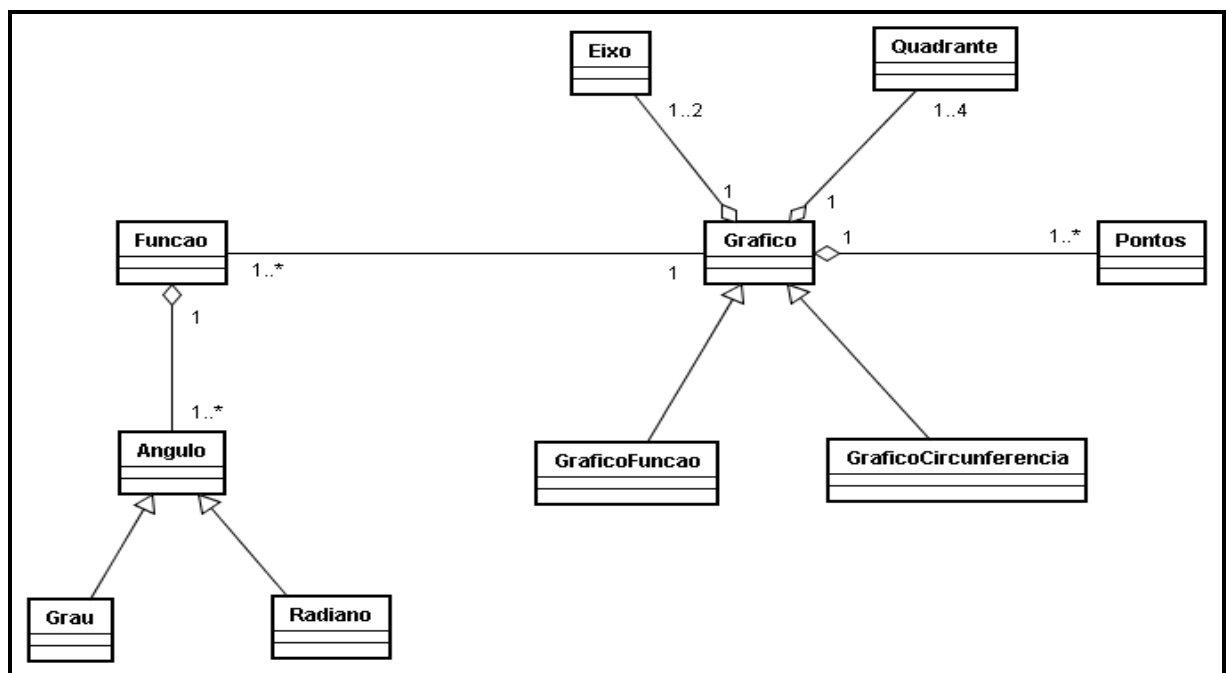 Eixo
Quadrante
1..2
1..4
1
1
Funcao
Grafico
1
1..*
Pontos
1..*
1
1
1..*
Angulo
GraficoFuncao
GraficoCircunferencia
Grau
Radiano